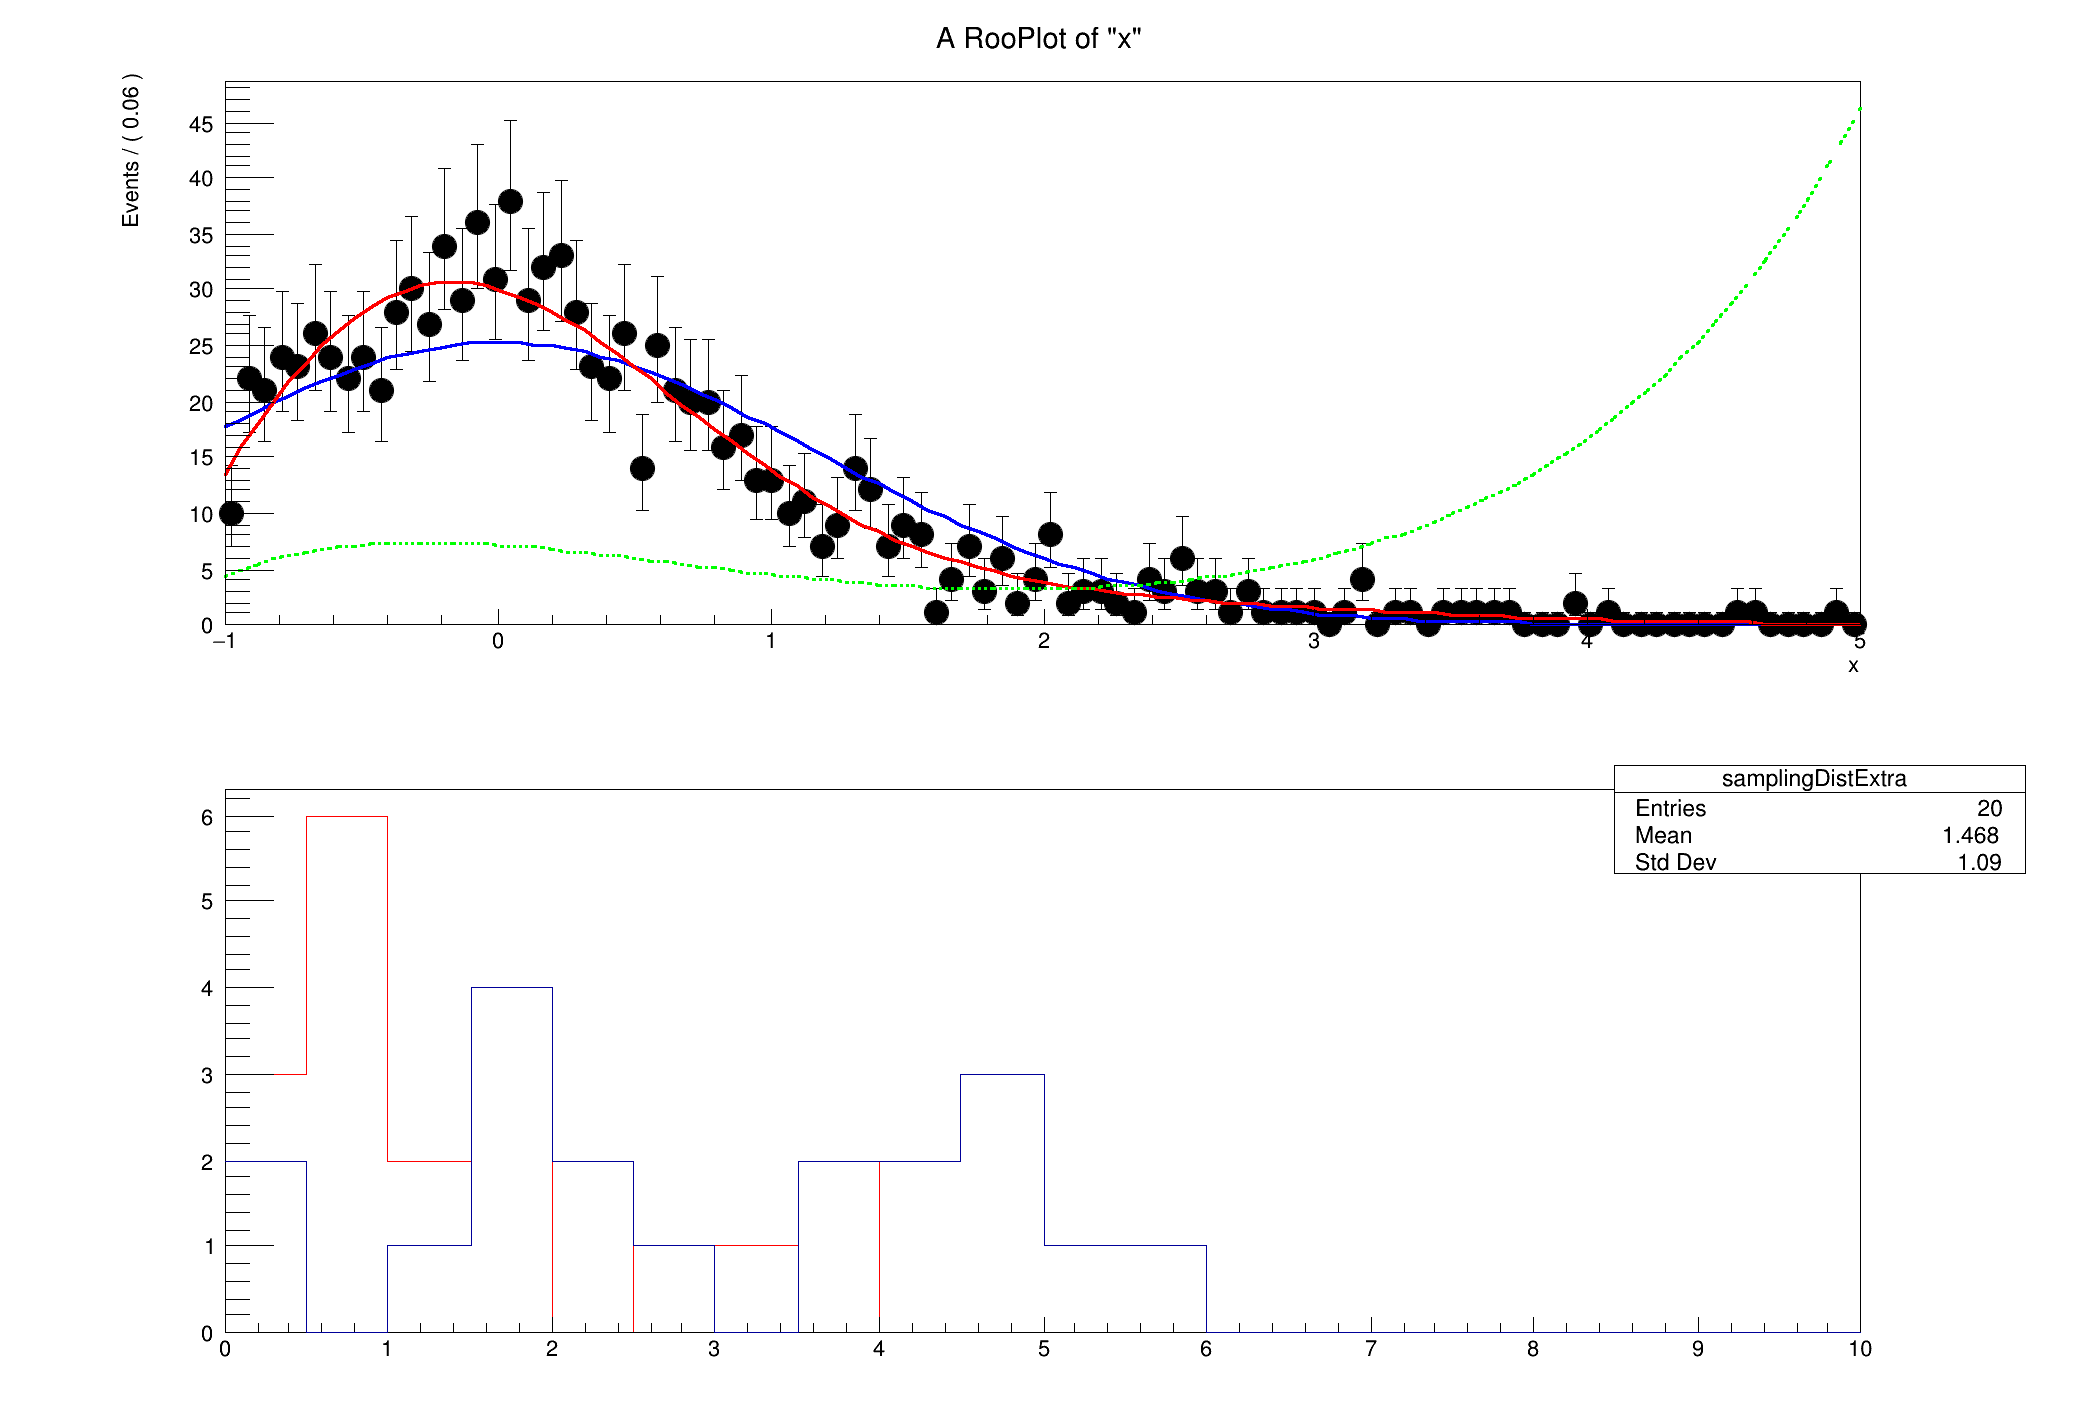 A RooPlot of "x"
Events / ( 0.06 )
45
40
35
30
25
20
15
10
5
0
−1 0 1 2 3 4 5
x
samplingDistExtra
Entries 20
Mean 1.468
Std Dev 1.09
6
5
4
3
2
1
0
0 1 2 3 4 5 6 7 8 9 10